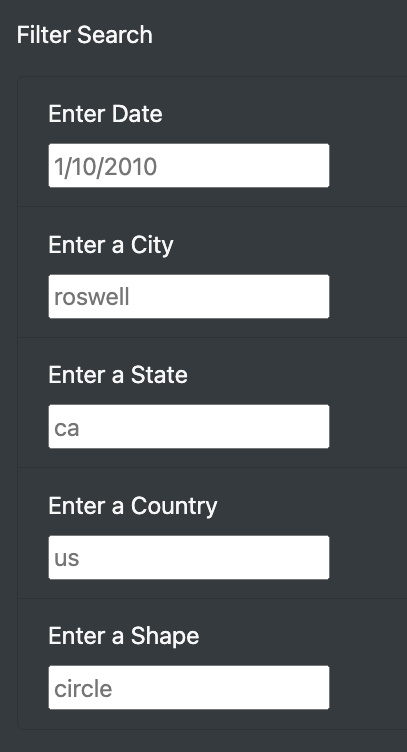 Filter Search
Enter Date
1/10/2010
Enter a City
roswell
Enter a State
ca
Enter a Country
us
Enter a Shape
circle